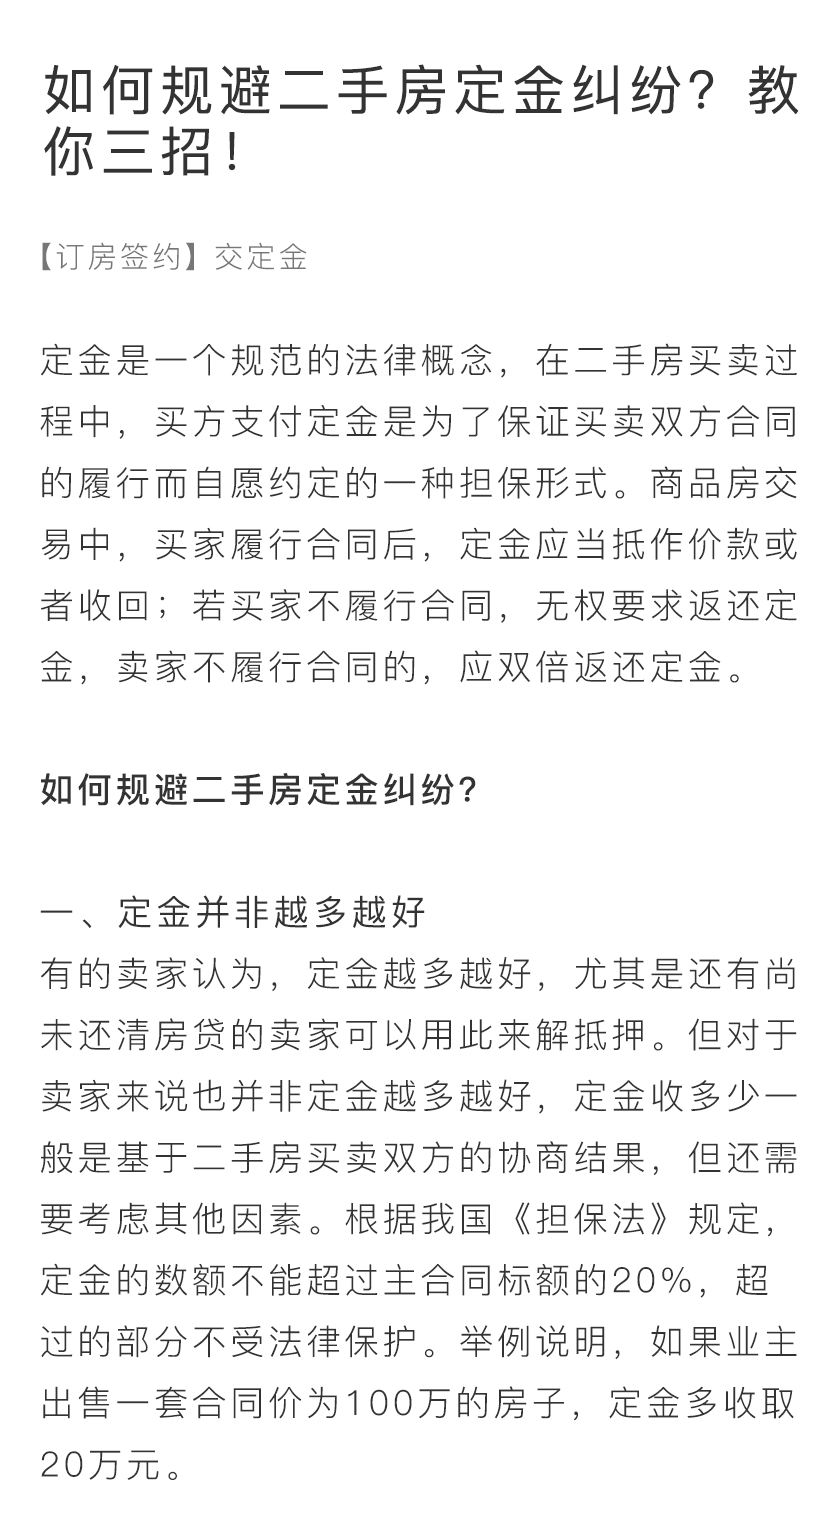 如何规避二手房定金纠纷？教
你三招！
【订房签约】交定金
定金是一个规范的法律概念，在二手房买卖过
程中，买方支付定金是为了保证买卖双方合同
的履行而自愿约定的一种担保形式。商品房交
易中，买家履行合同后，定金应当抵作价款或
者收回；若买家不履行合同，无权要求返还定
金，卖家不履行合同的，应双倍返还定金。
如何规避二手房定金纠纷?
一、定金并非越多越好
有的卖家认为，定金越多越好，尤其是还有尚
未还清房贷的卖家可以用此来解抵押。但对于
卖家来说也并非定金越多越好，定金收多少一
般是基于二手房买卖双方的协商结果，但还需
要考虑其他因素。根据我国《担保法》规定，
定金的数额不能超过主合同标额的20%，超
过的部分不受法律保护。举例说明，如果业主
出售一套合同价为100万的房子，定金多收取
20万元。